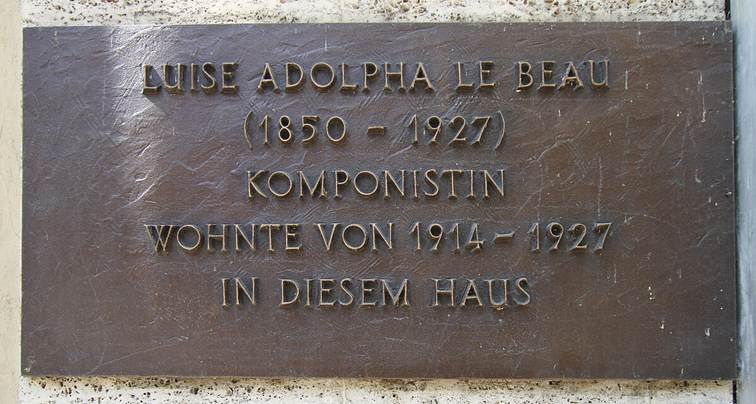 LUISE ADOLPHA LE BEAU
(1850 – 1927)
KOMPONISTIN
WOHNTE VON 1914 – 1927
IN DIESEM HAUS